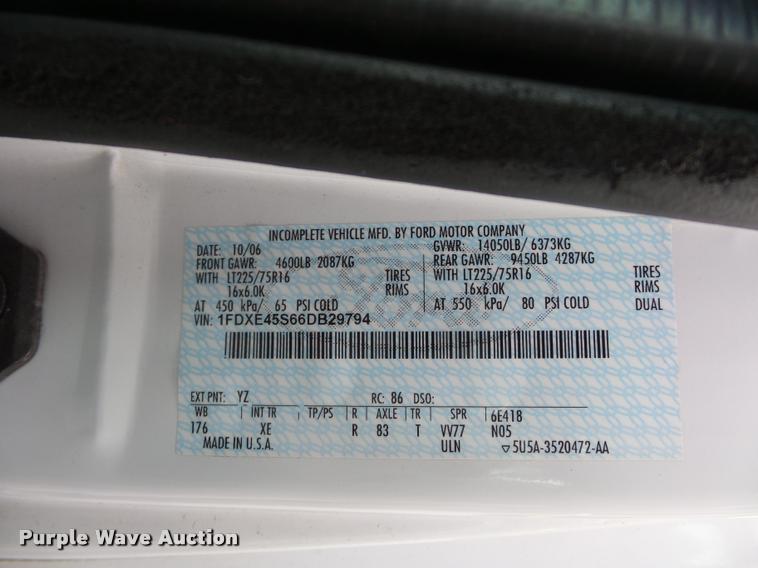 INCOMPLETE VEHICLE MFD. BY FORD MOTOR COMPANY
DATE: 10/06 GVWR: 14050LB/ 6373KG
FRONT GAWR: 4600LB 2087KG REAR GAWR: 9450LB 4287KG
WITH LT225/75R16 TIRES WITH LT225/75R16 TIRES
16x6.0K RIMS 16x6.0K RIMS
AT 450 kPa/ 65 PSI COLD AT 550 kPa/ 80 PSI COLD DUAL
VIN: 1FDXE45S66DB29794
EXT PNT: YZ RC: 86 DSO:
WB INT TR TP/PS R AXLE TR SPR 6E418
176 XE R 83 T VV77 N05
MADE IN U.S.A. ULN ▽5U5A-3520472-AA
Purple Wave Auction